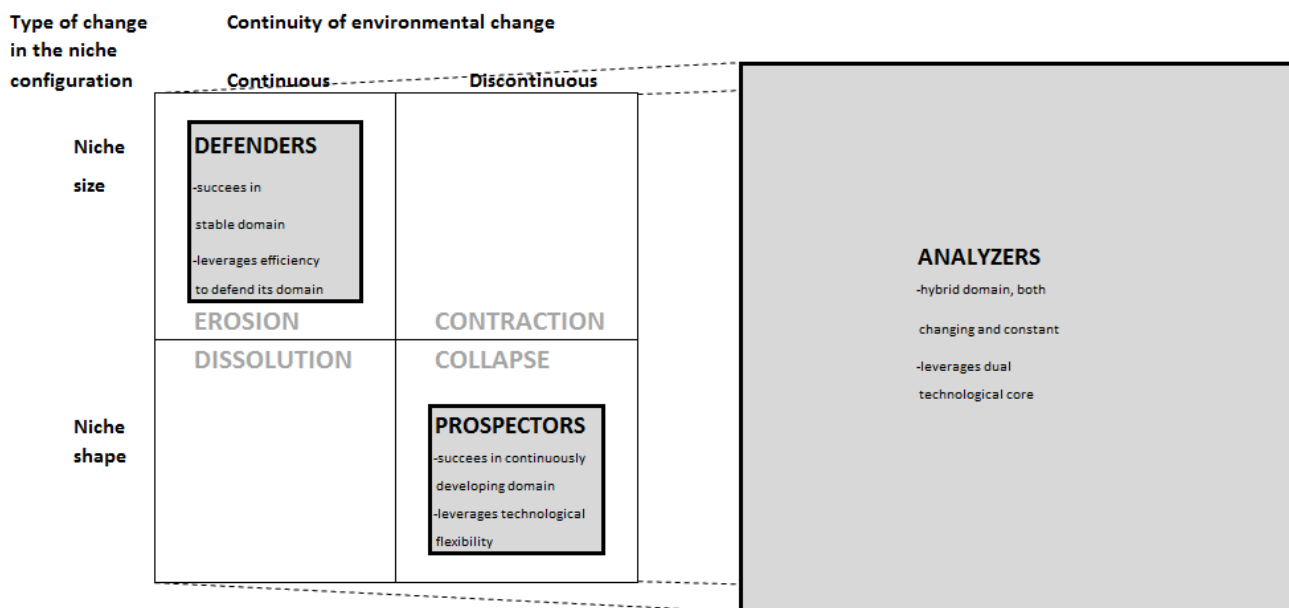 Type of change
in the niche
configuration
Continuity of environmental change
Continuous
Discontinuous
Niche
size
DEFENDERS
-succees in
stable domain
-leverages efficiency
to defend its domain
EROSION
CONTRACTION
DISSOLUTION
COLLAPSE
Niche
shape
PROSPECTORS
-succees in continuously
developing domain
-leverages technological
flexibility
ANALYZERS
-hybrid domain, both
changing and constant
-leverages dual
technological core